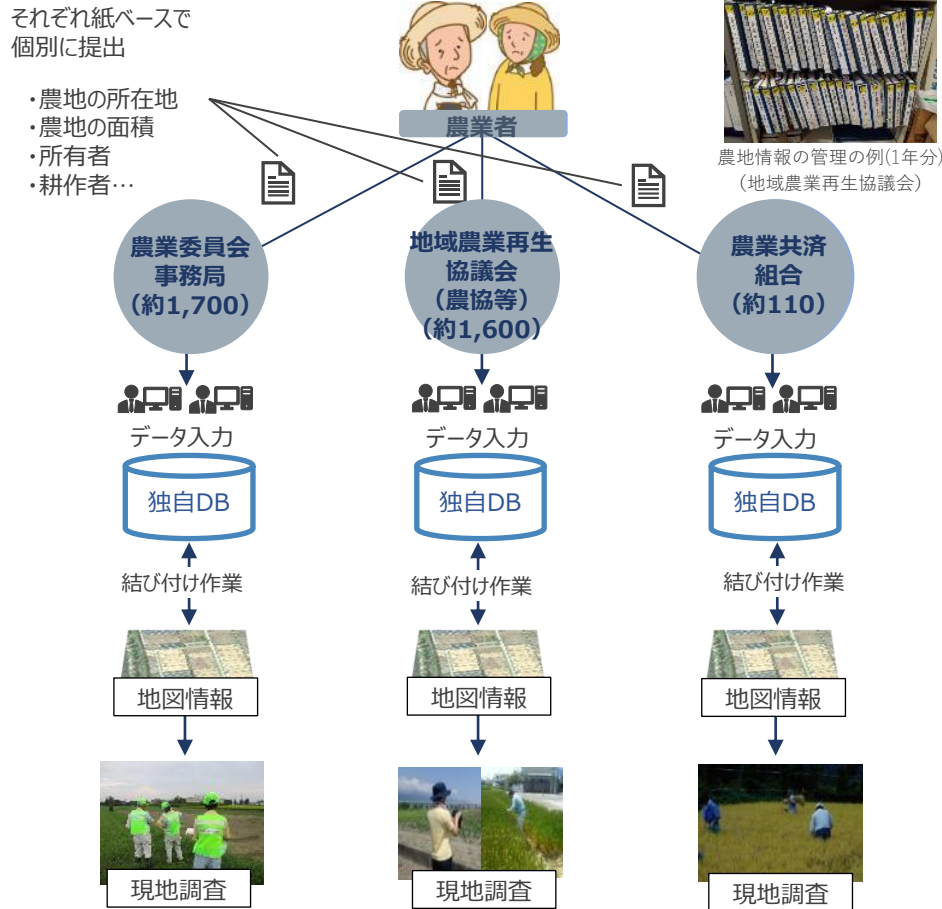 それぞれ紙ベースで
個別に提出
・農地の所在地
・農地の面積
・所有者
・耕作者…
農業者
農地情報の管理の例(1年分)
（地域農業再生協議会）
農業委員会
事務局
（約1,700）
地域農業再生
協議会
（農協等）
（約1,600）
農業共済
組合
（約110）
データ入力
データ入力
データ入力
独自DB
独自DB
独自DB
結び付け作業
結び付け作業
結び付け作業
地図情報
地図情報
地図情報
現地調査
現地調査
現地調査